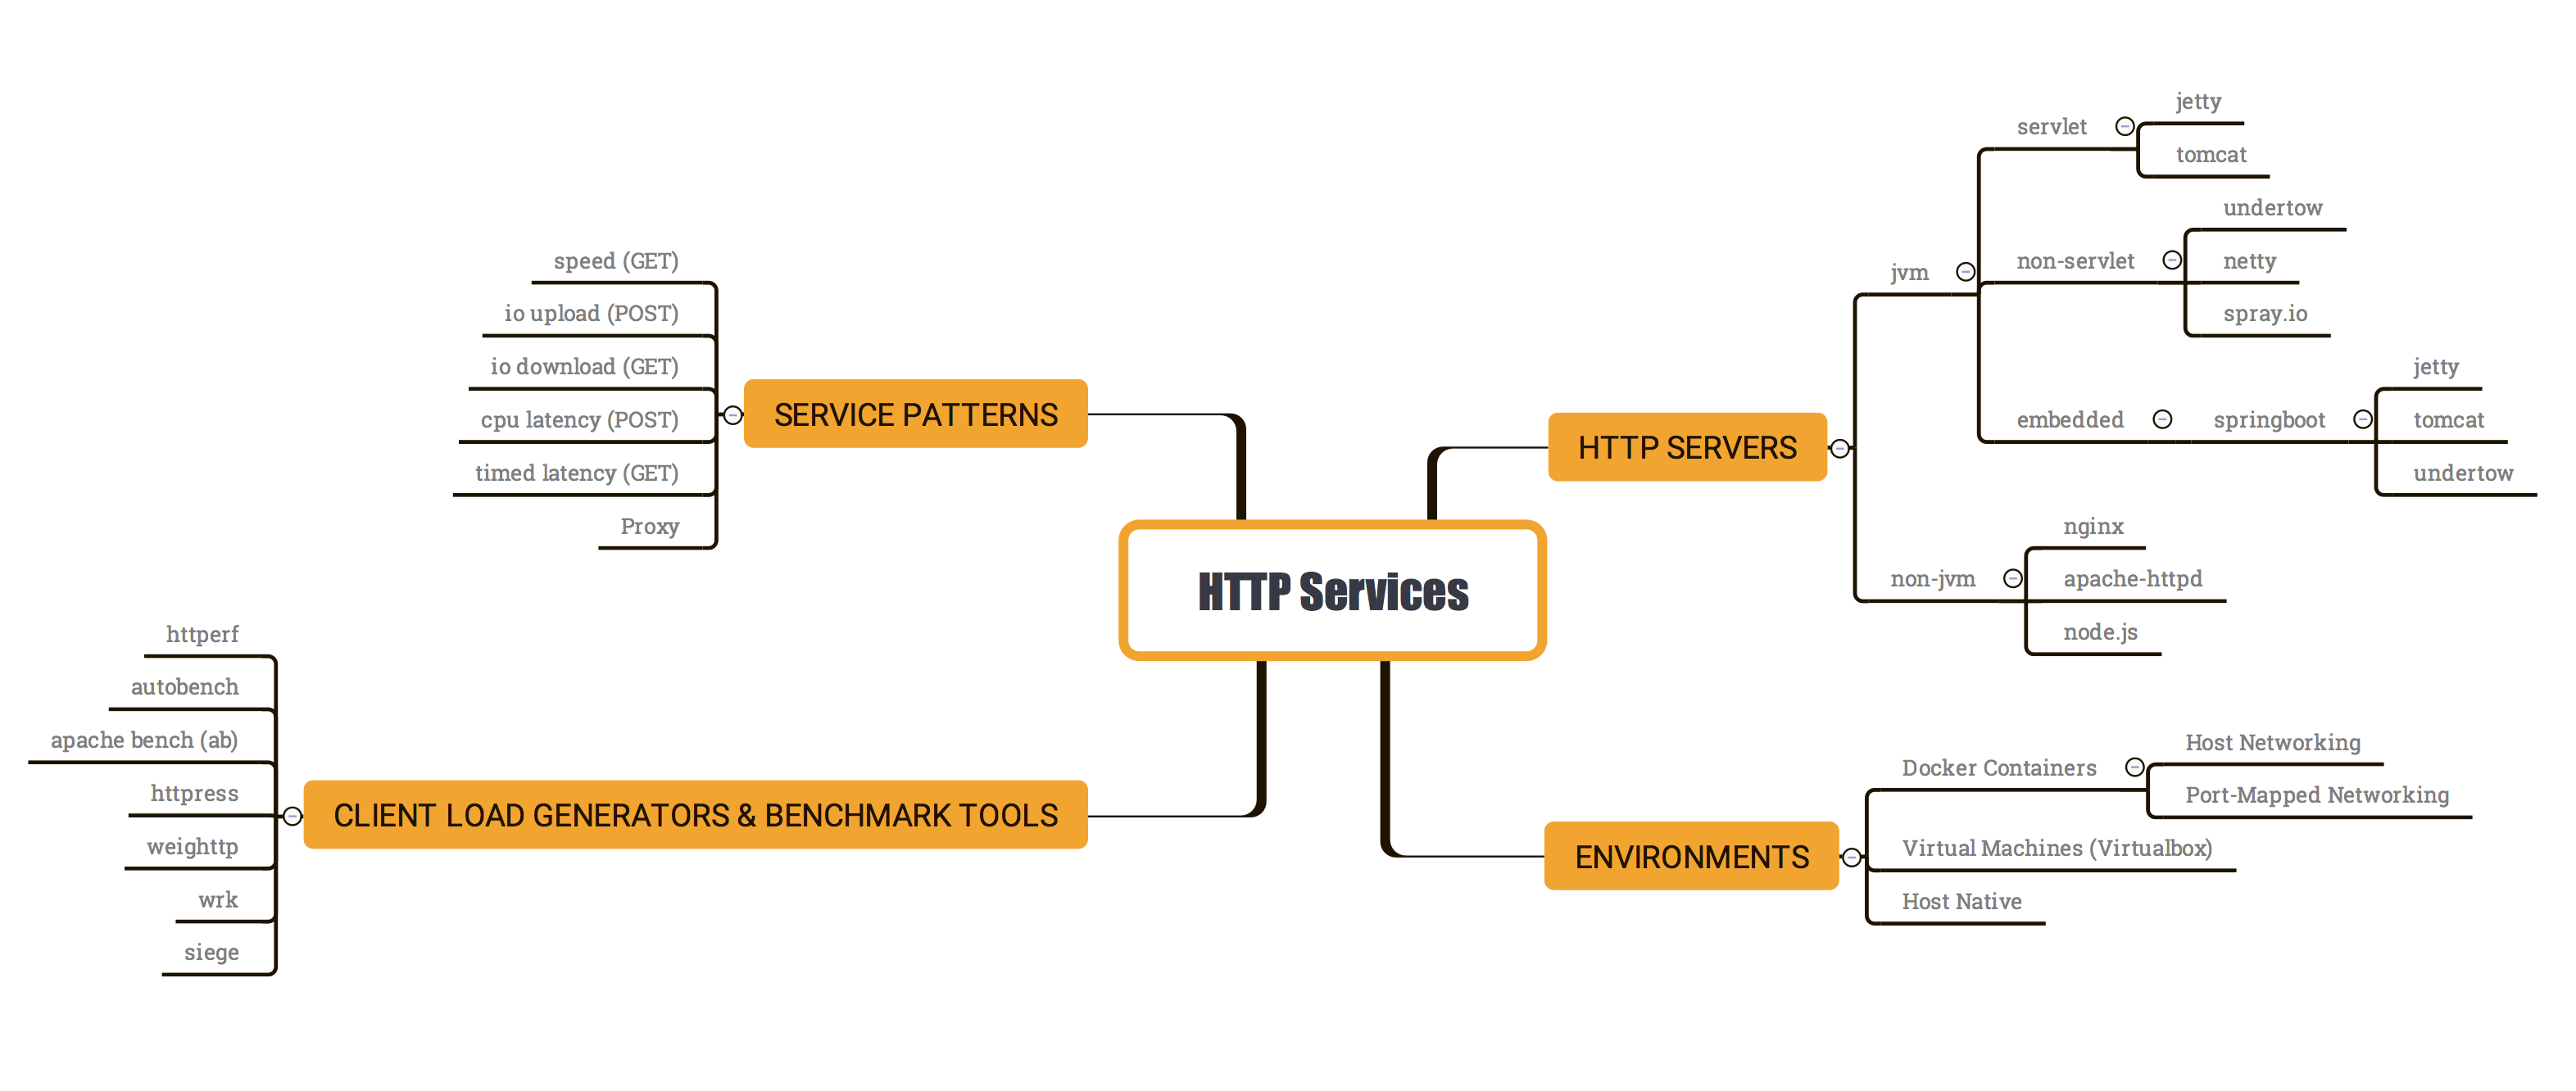 HTTP Services
SERVICE PATTERNS
speed (GET)
io upload (POST)
io download (GET)
cpu latency (POST)
timed latency (GET)
Proxy
CLIENT LOAD GENERATORS & BENCHMARK TOOLS
httperf
autobench
apache bench (ab)
httpress
weighttp
wrk
siege
HTTP SERVERS
jvm
servlet
jetty
tomcat
non-servlet
undertow
netty
spray.io
embedded
springboot
jetty
tomcat
undertow
non-jvm
nginx
apache-httpd
node.js
ENVIRONMENTS
Docker Containers
Host Networking
Port-Mapped Networking
Virtual Machines (Virtualbox)
Host Native